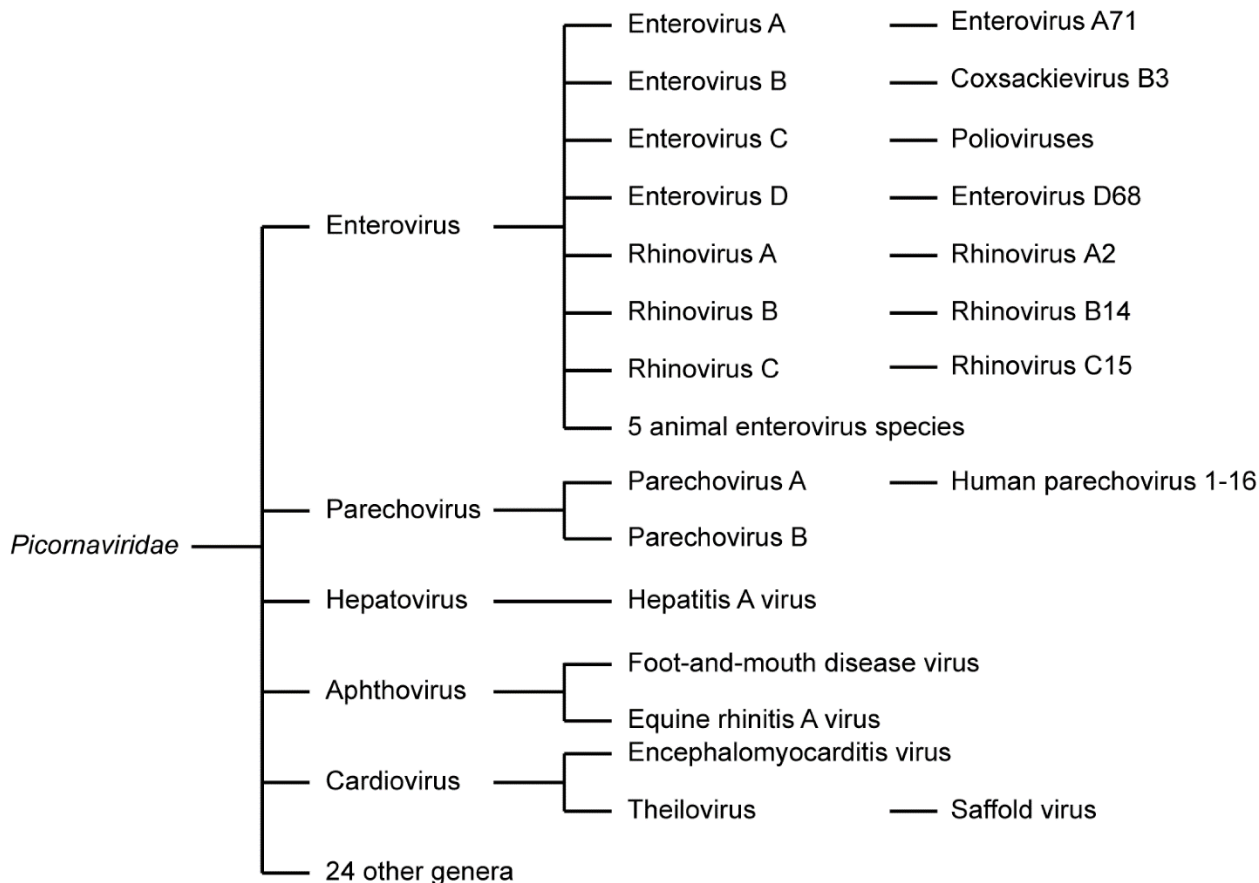 Enterovirus A
Enterovirus A71
Enterovirus B
Coxsackievirus B3
Enterovirus C
Polioviruses
Enterovirus D
Enterovirus D68
Enterovirus
Rhinovirus A
Rhinovirus A2
Rhinovirus B
Rhinovirus B14
Rhinovirus C
Rhinovirus C15
5 animal enterovirus species
Parechovirus A
Human parechovirus 1-16
Parechovirus
Parechovirus B
Picornaviridae
Hepatovirus
Hepatitis A virus
Foot-and-mouth disease virus
Aphthovirus
Equine rhinitis A virus
Encephalomyocarditis virus
Cardiovirus
Theilovirus
Saffold virus
24 other genera